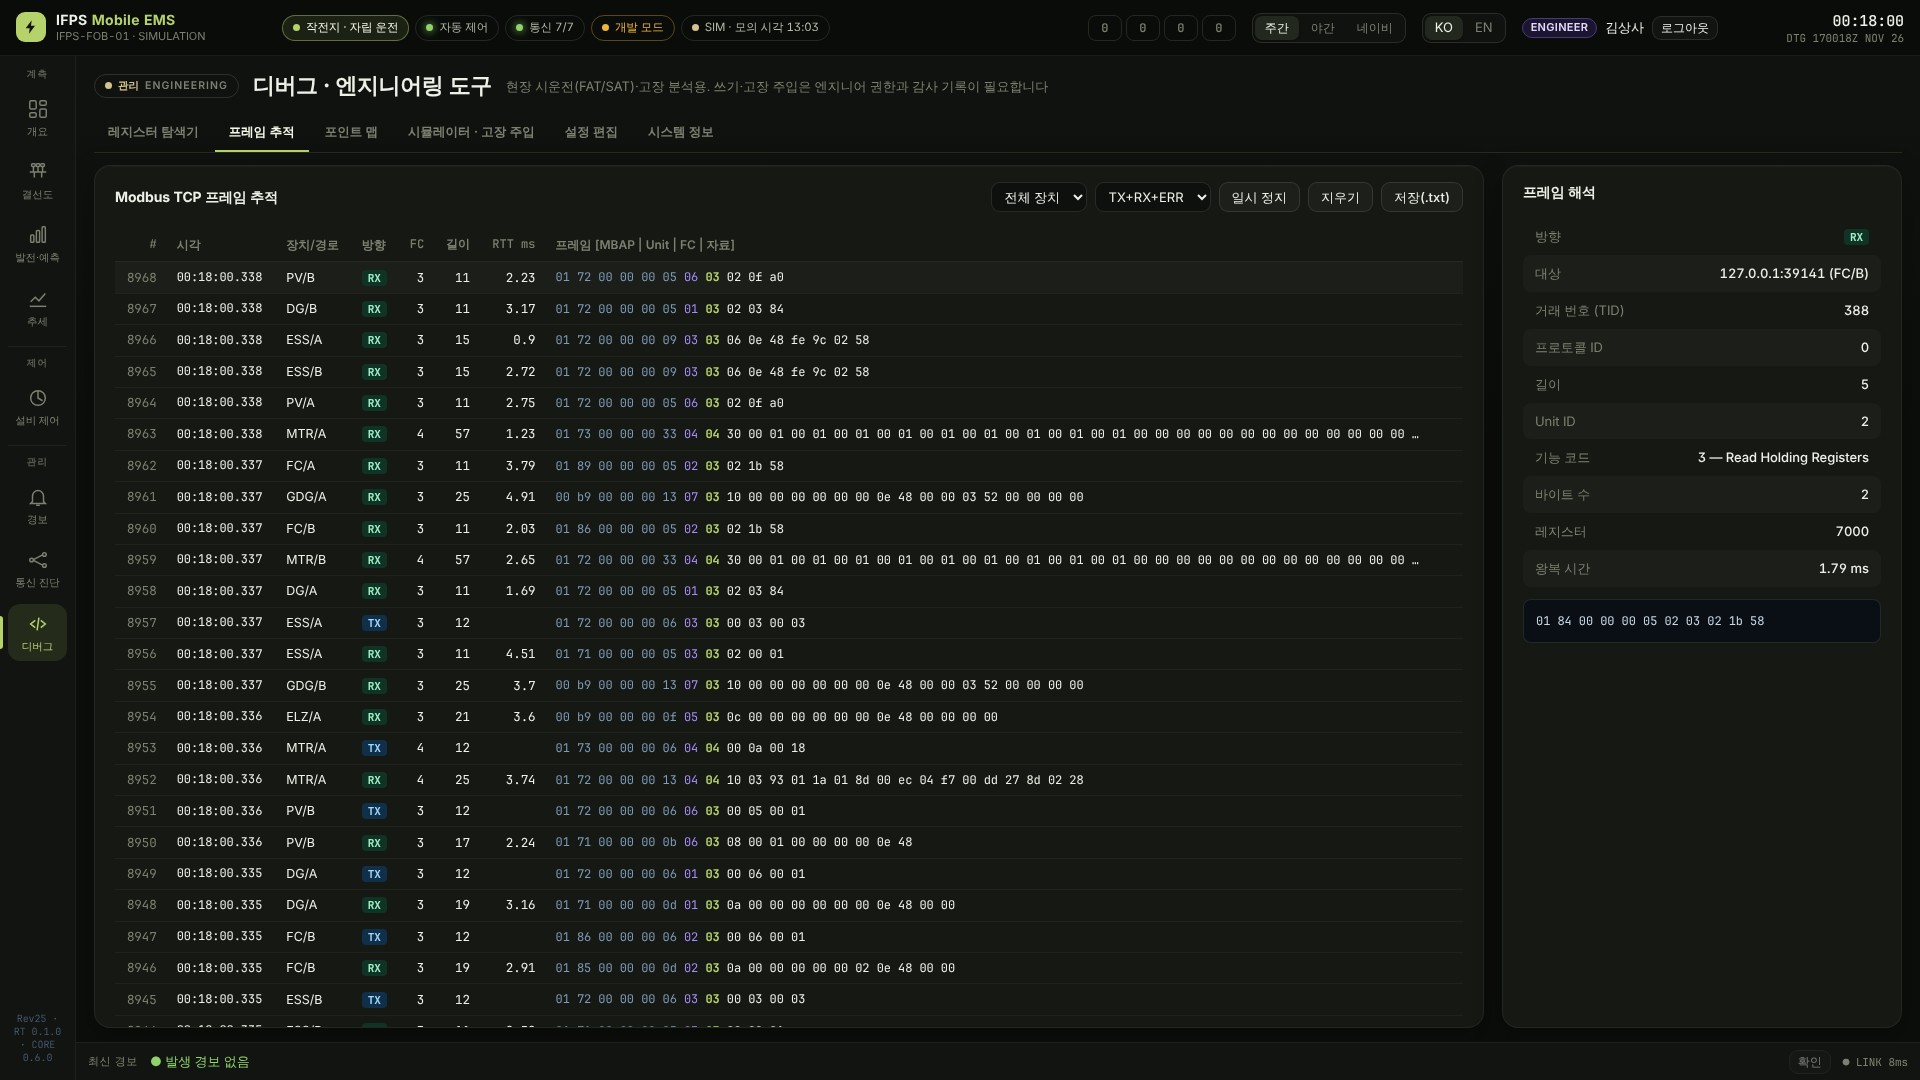 IFPS Mobile EMS
IFPS-FOB-01 · SIMULATION
작전지 · 자립 운전
자동 제어
통신 7/7
개발 모드
SIM · 모의 시각 13:03
0 0 0 0
주간 야간 네이비
KO EN
ENGINEER 김상사 로그아웃
00:18:00
DTG 170018Z NOV 26
계측
개요
결선도
발전·예측
추세
제어
설비 제어
관리
경보
통신 진단
디버그
Rev25 ·
RT 0.1.0
· CORE
0.6.0
관리 ENGINEERING
디버그 · 엔지니어링 도구
현장 시운전(FAT/SAT)·고장 분석용. 쓰기·고장 주입은 엔지니어 권한과 감사 기록이 필요합니다
레지스터 탐색기 프레임 추적 포인트 맵 시뮬레이터 · 고장 주입 설정 편집 시스템 정보
Modbus TCP 프레임 추적
전체 장치 TX+RX+ERR 일시 정지 지우기 저장(.txt)
# 시각 장치/경로 방향 FC 길이 RTT ms 프레임 [MBAP | Unit | FC | 자료]
8968 00:18:00.338 PV/B RX 3 11 2.23 01 72 00 00 00 05 06 03 02 0f a0
8967 00:18:00.338 DG/B RX 3 11 3.17 01 72 00 00 00 05 01 03 02 03 84
8966 00:18:00.338 ESS/A RX 3 15 0.9 01 72 00 00 00 09 03 03 06 0e 48 fe 9c 02 58
8965 00:18:00.338 ESS/B RX 3 15 2.72 01 72 00 00 00 09 03 03 06 0e 48 fe 9c 02 58
8964 00:18:00.338 PV/A RX 3 11 2.75 01 72 00 00 00 05 06 03 02 0f a0
8963 00:18:00.338 MTR/A RX 4 57 1.23 01 73 00 00 00 33 04 04 30 00 01 00 01 00 01 00 01 00 01 00 01 00 01 00 01 00 01 00 01 00 00 00 00 00 00 00 00 00 00 00 00 00 …
8962 00:18:00.337 FC/A RX 3 11 3.79 01 89 00 00 00 05 02 03 02 1b 58
8961 00:18:00.337 GDG/A RX 3 25 4.91 00 b9 00 00 00 13 07 03 10 00 00 00 00 00 00 0e 48 00 00 03 52 00 00 00 00
8960 00:18:00.337 FC/B RX 3 11 2.03 01 86 00 00 00 05 02 03 02 1b 58
8959 00:18:00.337 MTR/B RX 4 57 2.65 01 72 00 00 00 33 04 04 30 00 01 00 01 00 01 00 01 00 01 00 01 00 01 00 01 00 01 00 01 00 00 00 00 00 00 00 00 00 00 00 00 00 …
8958 00:18:00.337 DG/A RX 3 11 1.69 01 72 00 00 00 05 01 03 02 03 84
8957 00:18:00.337 ESS/A TX 3 12 01 72 00 00 00 06 03 03 00 03 00 03
8956 00:18:00.337 ESS/A RX 3 11 4.51 01 71 00 00 00 05 03 03 02 00 01
8955 00:18:00.337 GDG/B RX 3 25 3.7 00 b9 00 00 00 13 07 03 10 00 00 00 00 00 00 0e 48 00 00 03 52 00 00 00 00
8954 00:18:00.336 ELZ/A RX 3 21 3.6 00 b9 00 00 00 0f 05 03 0c 00 00 00 00 00 00 0e 48 00 00 00 00
8953 00:18:00.336 MTR/A TX 4 12 01 73 00 00 00 06 04 04 00 0a 00 18
8952 00:18:00.336 MTR/A RX 4 25 3.74 01 72 00 00 00 13 04 04 10 03 93 01 1a 01 8d 00 ec 04 f7 00 dd 27 8d 02 28
8951 00:18:00.336 PV/B TX 3 12 01 72 00 00 00 06 06 03 00 05 00 01
8950 00:18:00.336 PV/B RX 3 17 2.24 01 71 00 00 00 0b 06 03 08 00 01 00 00 00 00 0e 48
8949 00:18:00.335 DG/A TX 3 12 01 72 00 00 00 06 01 03 00 06 00 01
8948 00:18:00.335 DG/A RX 3 19 3.16 01 71 00 00 00 0d 01 03 0a 00 00 00 00 00 00 0e 48 00 00
8947 00:18:00.335 FC/B TX 3 12 01 86 00 00 00 06 02 03 00 06 00 01
8946 00:18:00.335 FC/B RX 3 19 2.91 01 85 00 00 00 0d 02 03 0a 00 00 00 00 00 02 0e 48 00 00
8945 00:18:00.335 ESS/B TX 3 12 01 72 00 00 00 06 03 03 00 03 00 03
프레임 해석
방향 RX
대상 127.0.0.1:39141 (FC/B)
거래 번호 (TID) 388
프로토콜 ID 0
길이 5
Unit ID 2
기능 코드 3 — Read Holding Registers
바이트 수 2
레지스터 7000
왕복 시간 1.79 ms
01 84 00 00 00 05 02 03 02 1b 58
최신 경보 발생 경보 없음
확인 LINK 8ms